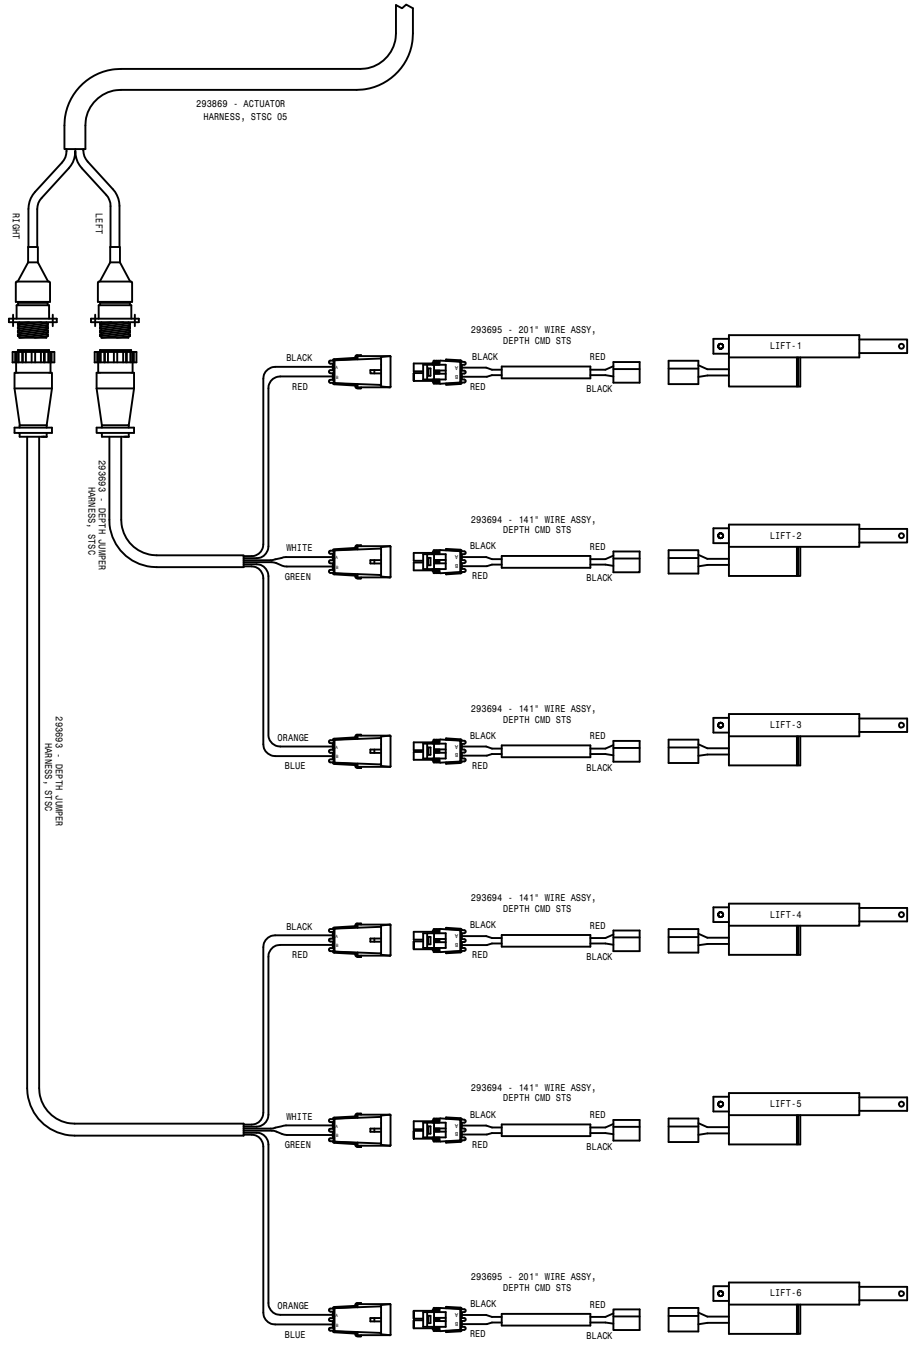 293869 - ACTUATOR
HARNESS, STSC 05
RIGHT
LEFT
293695 - 201" WIRE ASSY,
DEPTH CMD STS
BLACK
RED
A
B
BLACK
RED
A
B
RED
BLACK
LIFT-1
293693 - DEPTH JUMPER
HARNESS, STSC
293694 - 141" WIRE ASSY,
DEPTH CMD STS
WHITE
GREEN
A
B
BLACK
RED
A
B
RED
BLACK
LIFT-2
293694 - 141" WIRE ASSY,
DEPTH CMD STS
ORANGE
BLUE
A
B
BLACK
RED
A
B
RED
BLACK
LIFT-3
293693 - DEPTH JUMPER
HARNESS, STSC
293694 - 141" WIRE ASSY,
DEPTH CMD STS
BLACK
RED
A
B
BLACK
RED
A
B
RED
BLACK
LIFT-4
293694 - 141" WIRE ASSY,
DEPTH CMD STS
WHITE
GREEN
A
B
BLACK
RED
A
B
RED
BLACK
LIFT-5
293695 - 201" WIRE ASSY,
DEPTH CMD STS
ORANGE
BLUE
A
B
BLACK
RED
A
B
RED
BLACK
LIFT-6